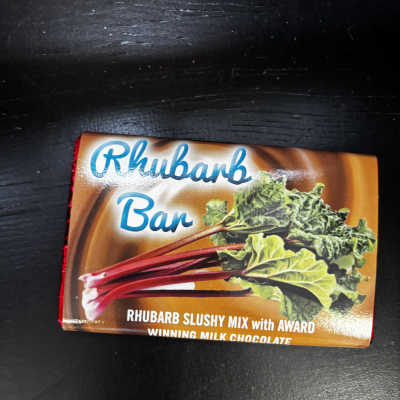 Rhubarb
Bar
RHUBARB SLUSHY MIX with AWARD
WINNING MILK CHOCOLATE